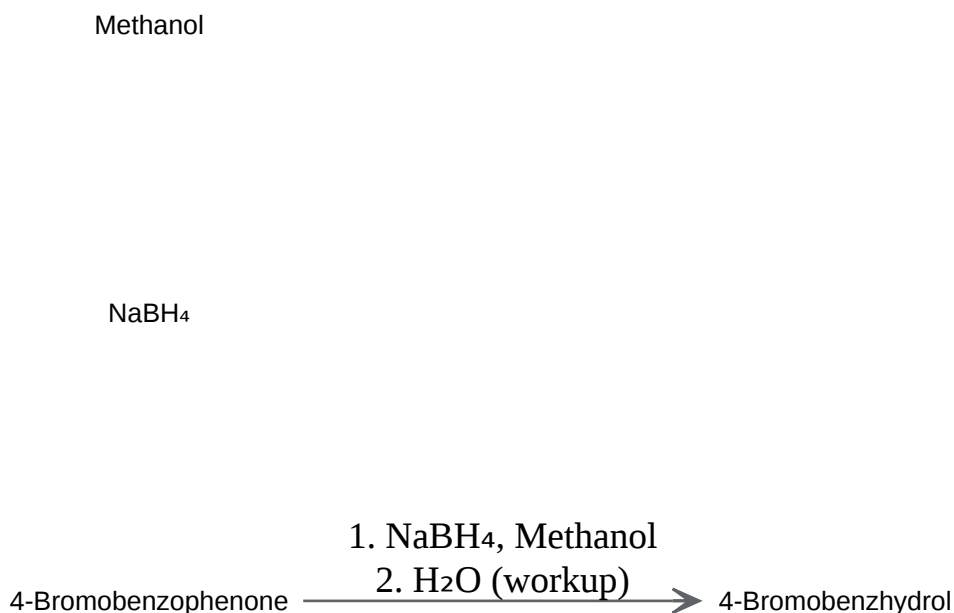 Methanol
NaBH₄
1. NaBH₄, Methanol
2. H₂O (workup)
4-Bromobenzophenone
4-Bromobenzhydrol